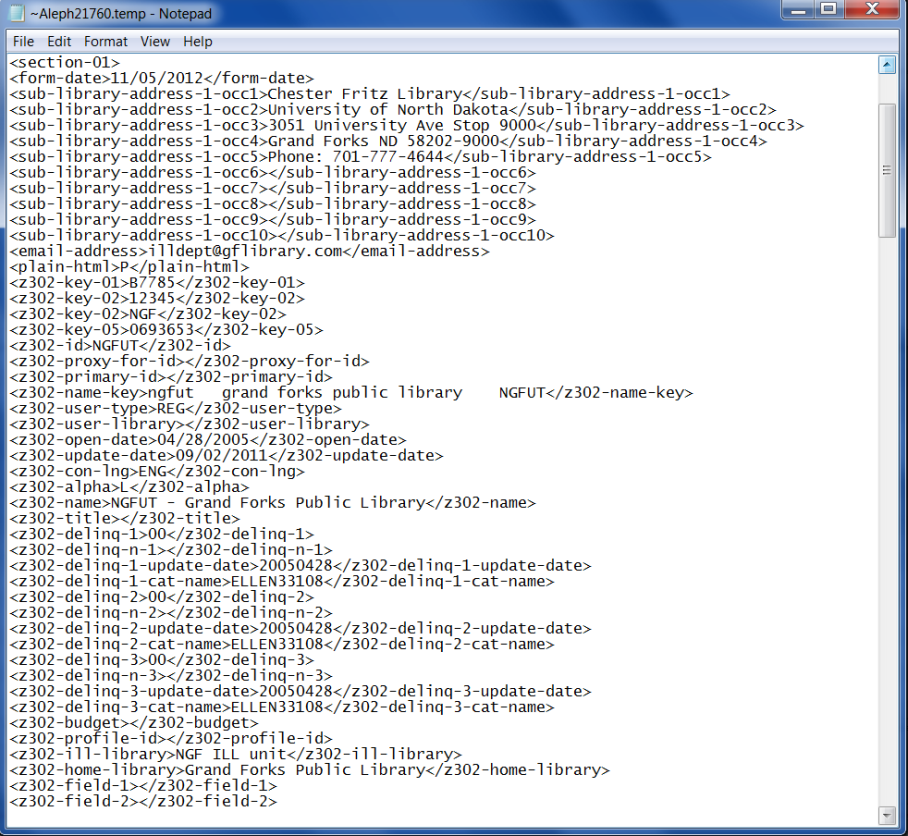 ~Aleph21760.temp - Notepad
File Edit Format View Help
<section-01>
<form-date>11/05/2012</form-date>
<sub-library-address-1-occ1>Chester Fritz Library</sub-library-address-1-occ1>
<sub-library-address-1-occ2>University of North Dakota</sub-library-address-1-occ2>
<sub-library-address-1-occ3>3051 University Ave Stop 9000</sub-library-address-1-occ3>
<sub-library-address-1-occ4>Grand Forks ND 58202-9000</sub-library-address-1-occ4>
<sub-library-address-1-occ5>Phone: 701-777-4644</sub-library-address-1-occ5>
<sub-library-address-1-occ6></sub-library-address-1-occ6>
<sub-library-address-1-occ7></sub-library-address-1-occ7>
<sub-library-address-1-occ8></sub-library-address-1-occ8>
<sub-library-address-1-occ9></sub-library-address-1-occ9>
<sub-library-address-1-occ10></sub-library-address-1-occ10>
<email-address>illdept@gflibrary.com</email-address>
<plain-html>P</plain-html>
<z302-key-01>B7785</z302-key-01>
<z302-key-02>12345</z302-key-02>
<z302-key-02>NGF</z302-key-02>
<z302-key-05>0693653</z302-key-05>
<z302-id>NGFUT</z302-id>
<z302-proxy-for-id></z302-proxy-for-id>
<z302-primary-id></z302-primary-id>
<z302-name-key>ngfut   grand forks public library    NGFUT</z302-name-key>
<z302-user-type>REG</z302-user-type>
<z302-user-library></z302-user-library>
<z302-open-date>04/28/2005</z302-open-date>
<z302-update-date>09/02/2011</z302-update-date>
<z302-con-lng>ENG</z302-con-lng>
<z302-alpha>L</z302-alpha>
<z302-name>NGFUT - Grand Forks Public Library</z302-name>
<z302-title></z302-title>
<z302-delinq-1>00</z302-delinq-1>
<z302-delinq-n-1></z302-delinq-n-1>
<z302-delinq-1-update-date>20050428</z302-delinq-1-update-date>
<z302-delinq-1-cat-name>ELLEN33108</z302-delinq-1-cat-name>
<z302-delinq-2>00</z302-delinq-2>
<z302-delinq-n-2></z302-delinq-n-2>
<z302-delinq-2-update-date>20050428</z302-delinq-2-update-date>
<z302-delinq-2-cat-name>ELLEN33108</z302-delinq-2-cat-name>
<z302-delinq-3>00</z302-delinq-3>
<z302-delinq-n-3></z302-delinq-n-3>
<z302-delinq-3-update-date>20050428</z302-delinq-3-update-date>
<z302-delinq-3-cat-name>ELLEN33108</z302-delinq-3-cat-name>
<z302-budget></z302-budget>
<z302-profile-id></z302-profile-id>
<z302-ill-library>NGF ILL unit</z302-ill-library>
<z302-home-library>Grand Forks Public Library</z302-home-library>
<z302-field-1></z302-field-1>
<z302-field-2></z302-field-2>